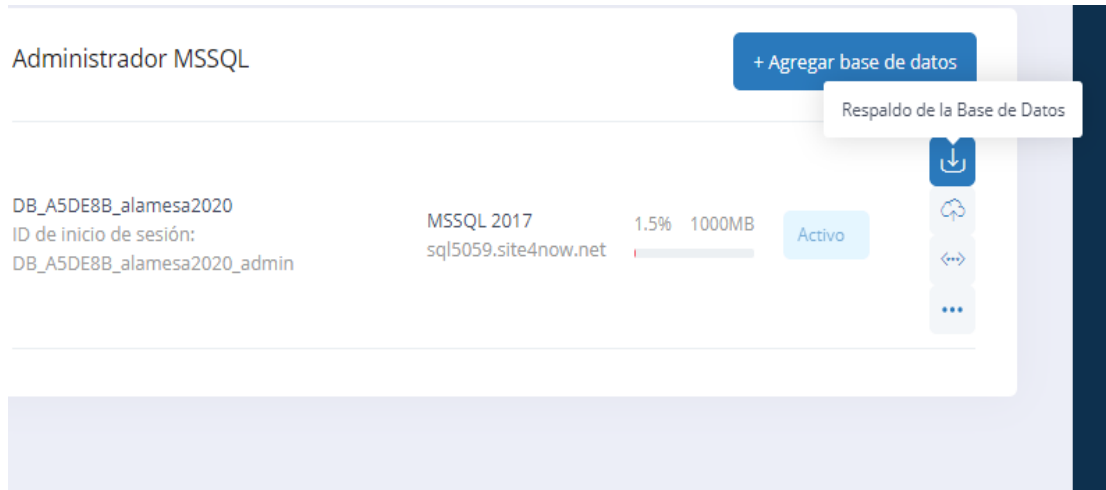 Administrador MSSQL
+ Agregar base de datos
Respaldo de la Base de Datos
DB_A5DE8B_alamesa2020
ID de inicio de sesión:
DB_A5DE8B_alamesa2020_admin
MSSQL 2017
sql5059.site4now.net
1.5% 1000MB
Activo